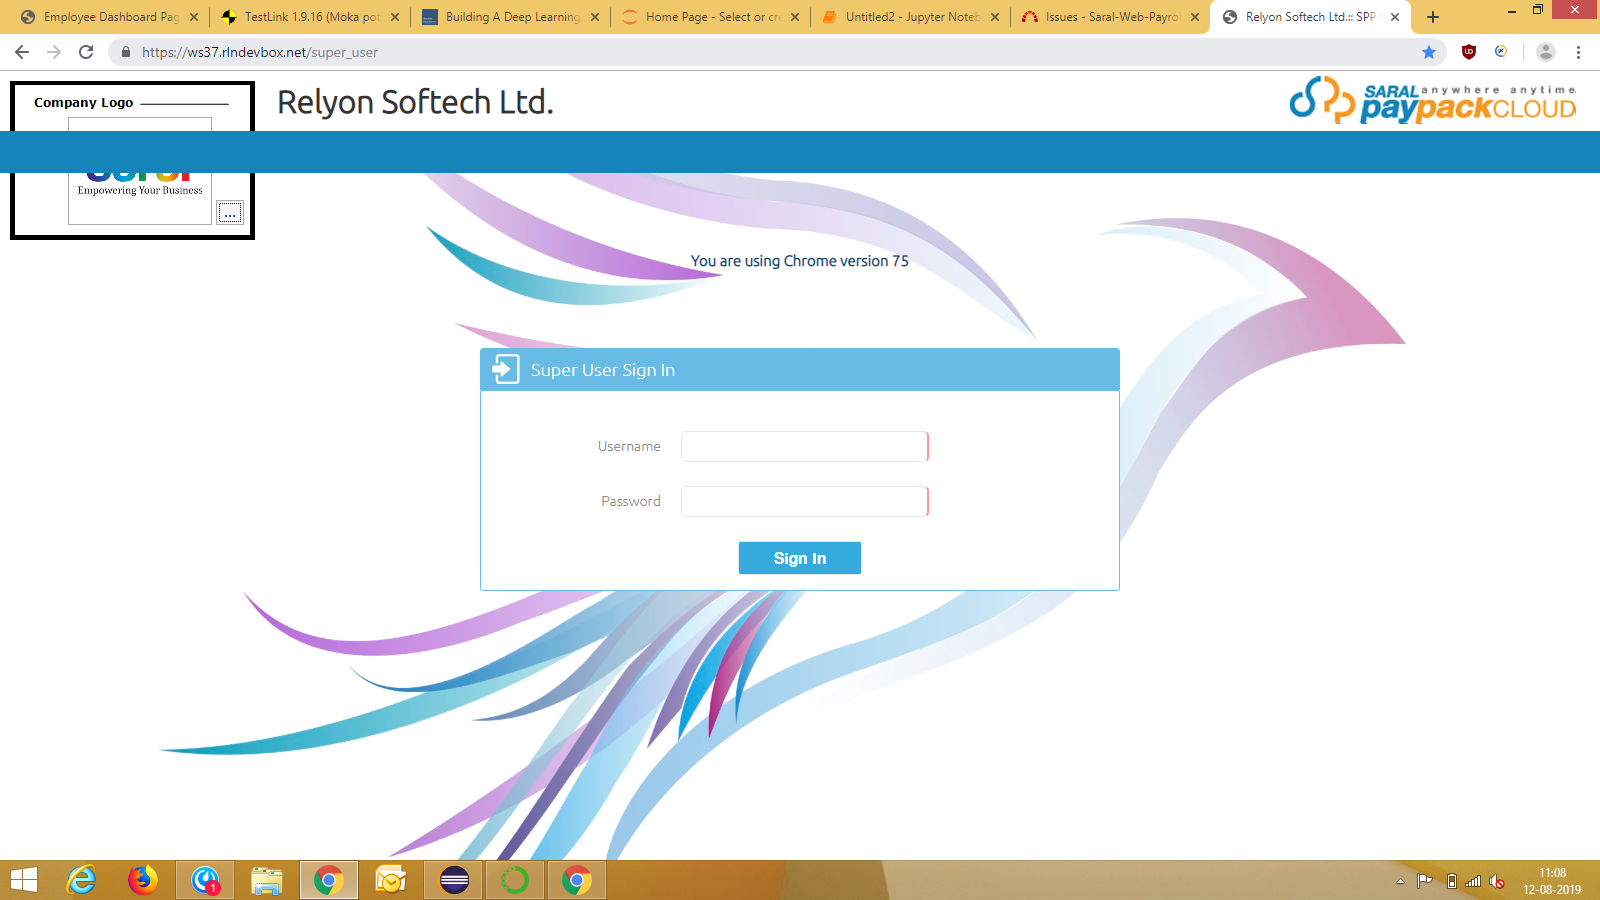 Employee Dashboard Pag
TestLink 1.9.16 (Moka pot
Building A Deep Learning
Home Page - Select or cre
Untitled2 - Jupyter Noteb
Issues - Saral-Web-Payrol
Relyon Softech Ltd.:: SPP
https://ws37.rlndevbox.net/super_user
Company Logo
Relyon Softech Ltd.
SARAL anywhere anytime
paypackCLOUD
Empowering Your Business
...
You are using Chrome version 75
Super User Sign In
Username
Password
Sign In
1
11:08
12-08-2019